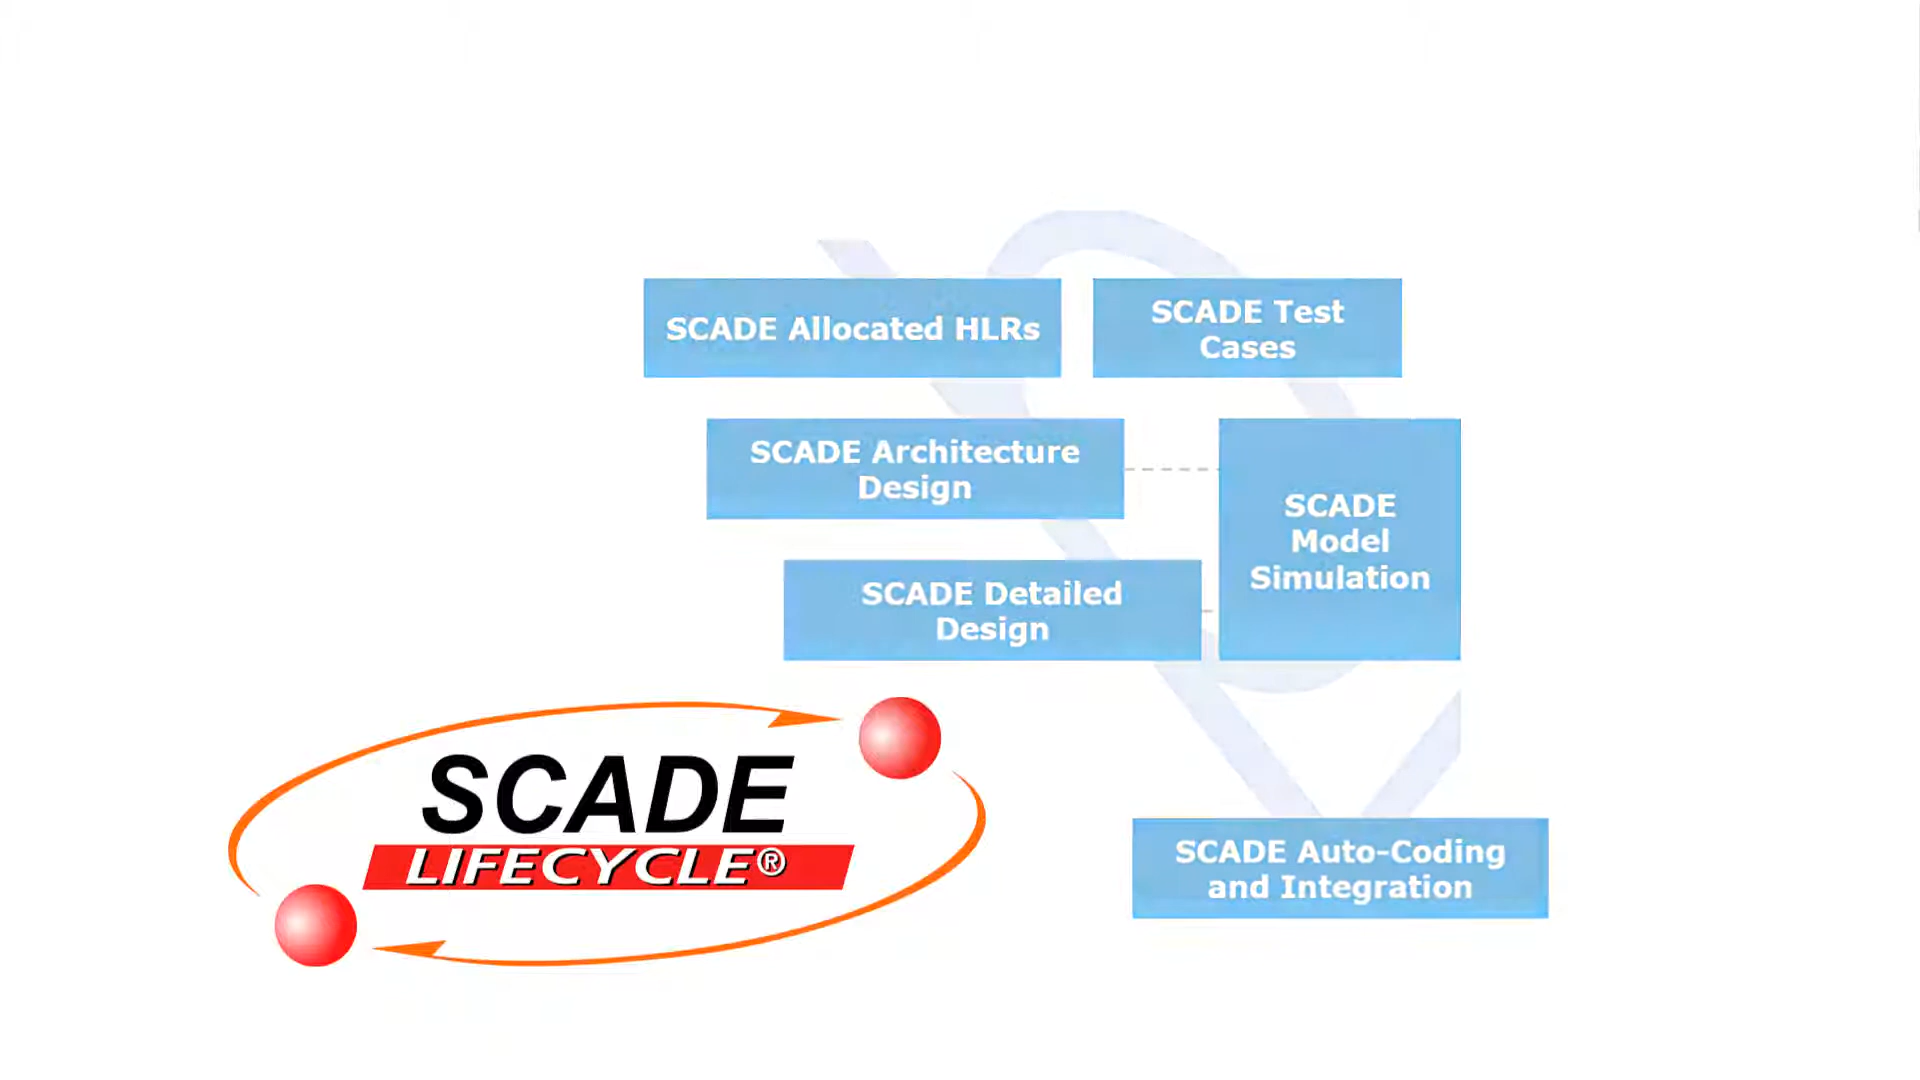 SCADE Allocated HLRs
SCADE Test
Cases
SCADE Architecture
Design
SCADE
Model
Simulation
SCADE Detailed
Design
SCADE
LIFECYCLE®
SCADE Auto-Coding
and Integration